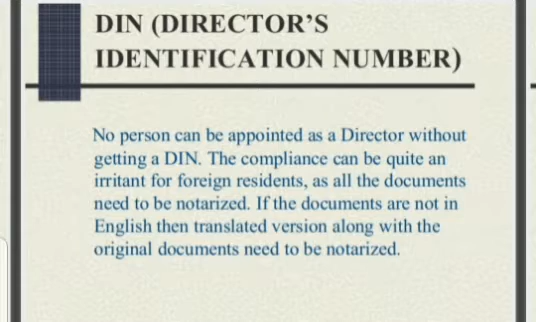 DIN (DIRECTOR’S
IDENTIFICATION NUMBER)
No person can be appointed as a Director without
getting a DIN. The compliance can be quite an
irritant for foreign residents, as all the documents
need to be notarized. If the documents are not in
English then translated version along with the
original documents need to be notarized.